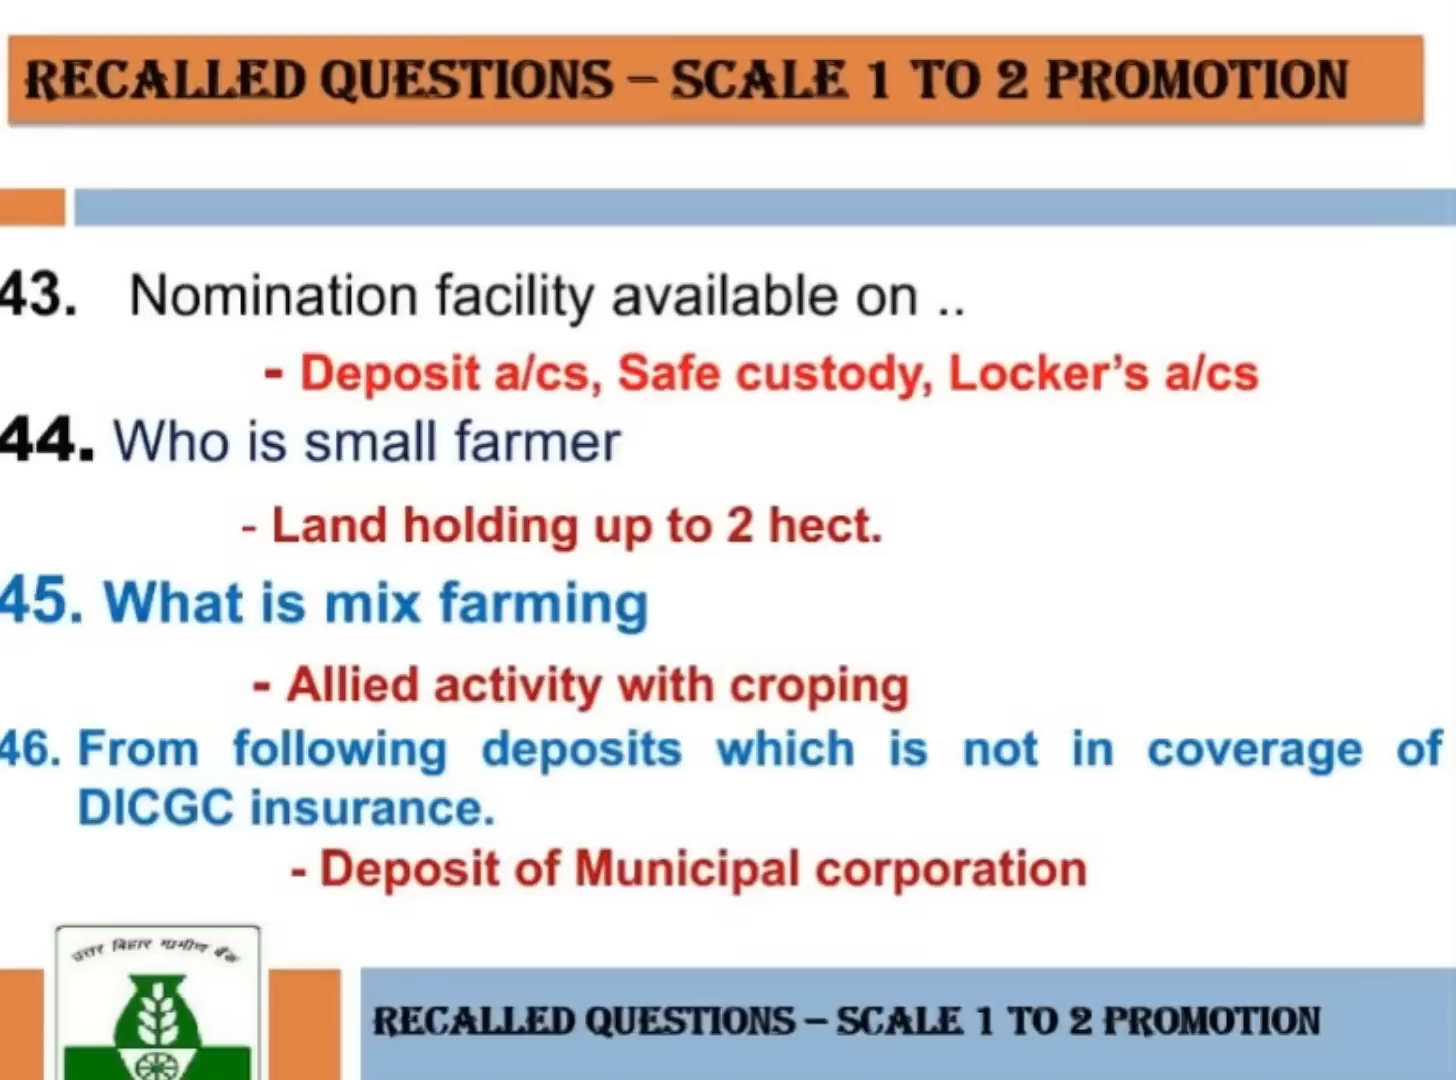 RECALLED QUESTIONS – SCALE 1 TO 2 PROMOTION
43. Nomination facility available on ..
- Deposit a/cs, Safe custody, Locker's a/cs
44. Who is small farmer
- Land holding up to 2 hect.
45. What is mix farming
- Allied activity with croping
46. From following deposits which is not in coverage of
DICGC insurance.
- Deposit of Municipal corporation
उत्तर बिहार ग्रामीण बैंक
RECALLED QUESTIONS – SCALE 1 TO 2 PROMOTION